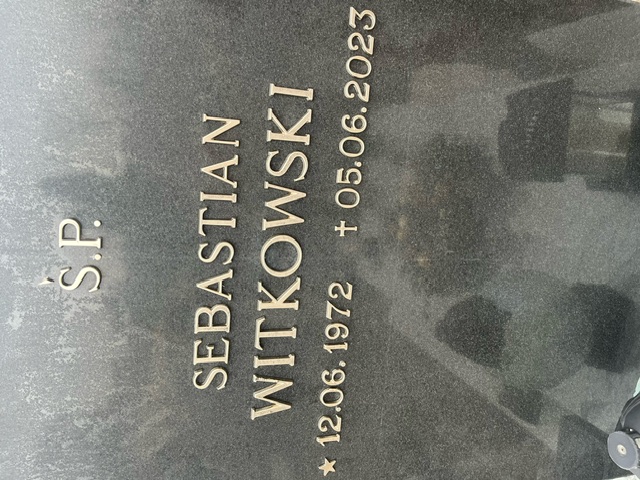 Ś.P.
SEBASTIAN
WITKOWSKI
★ 12.06.1972 ✝ 05.06.2023